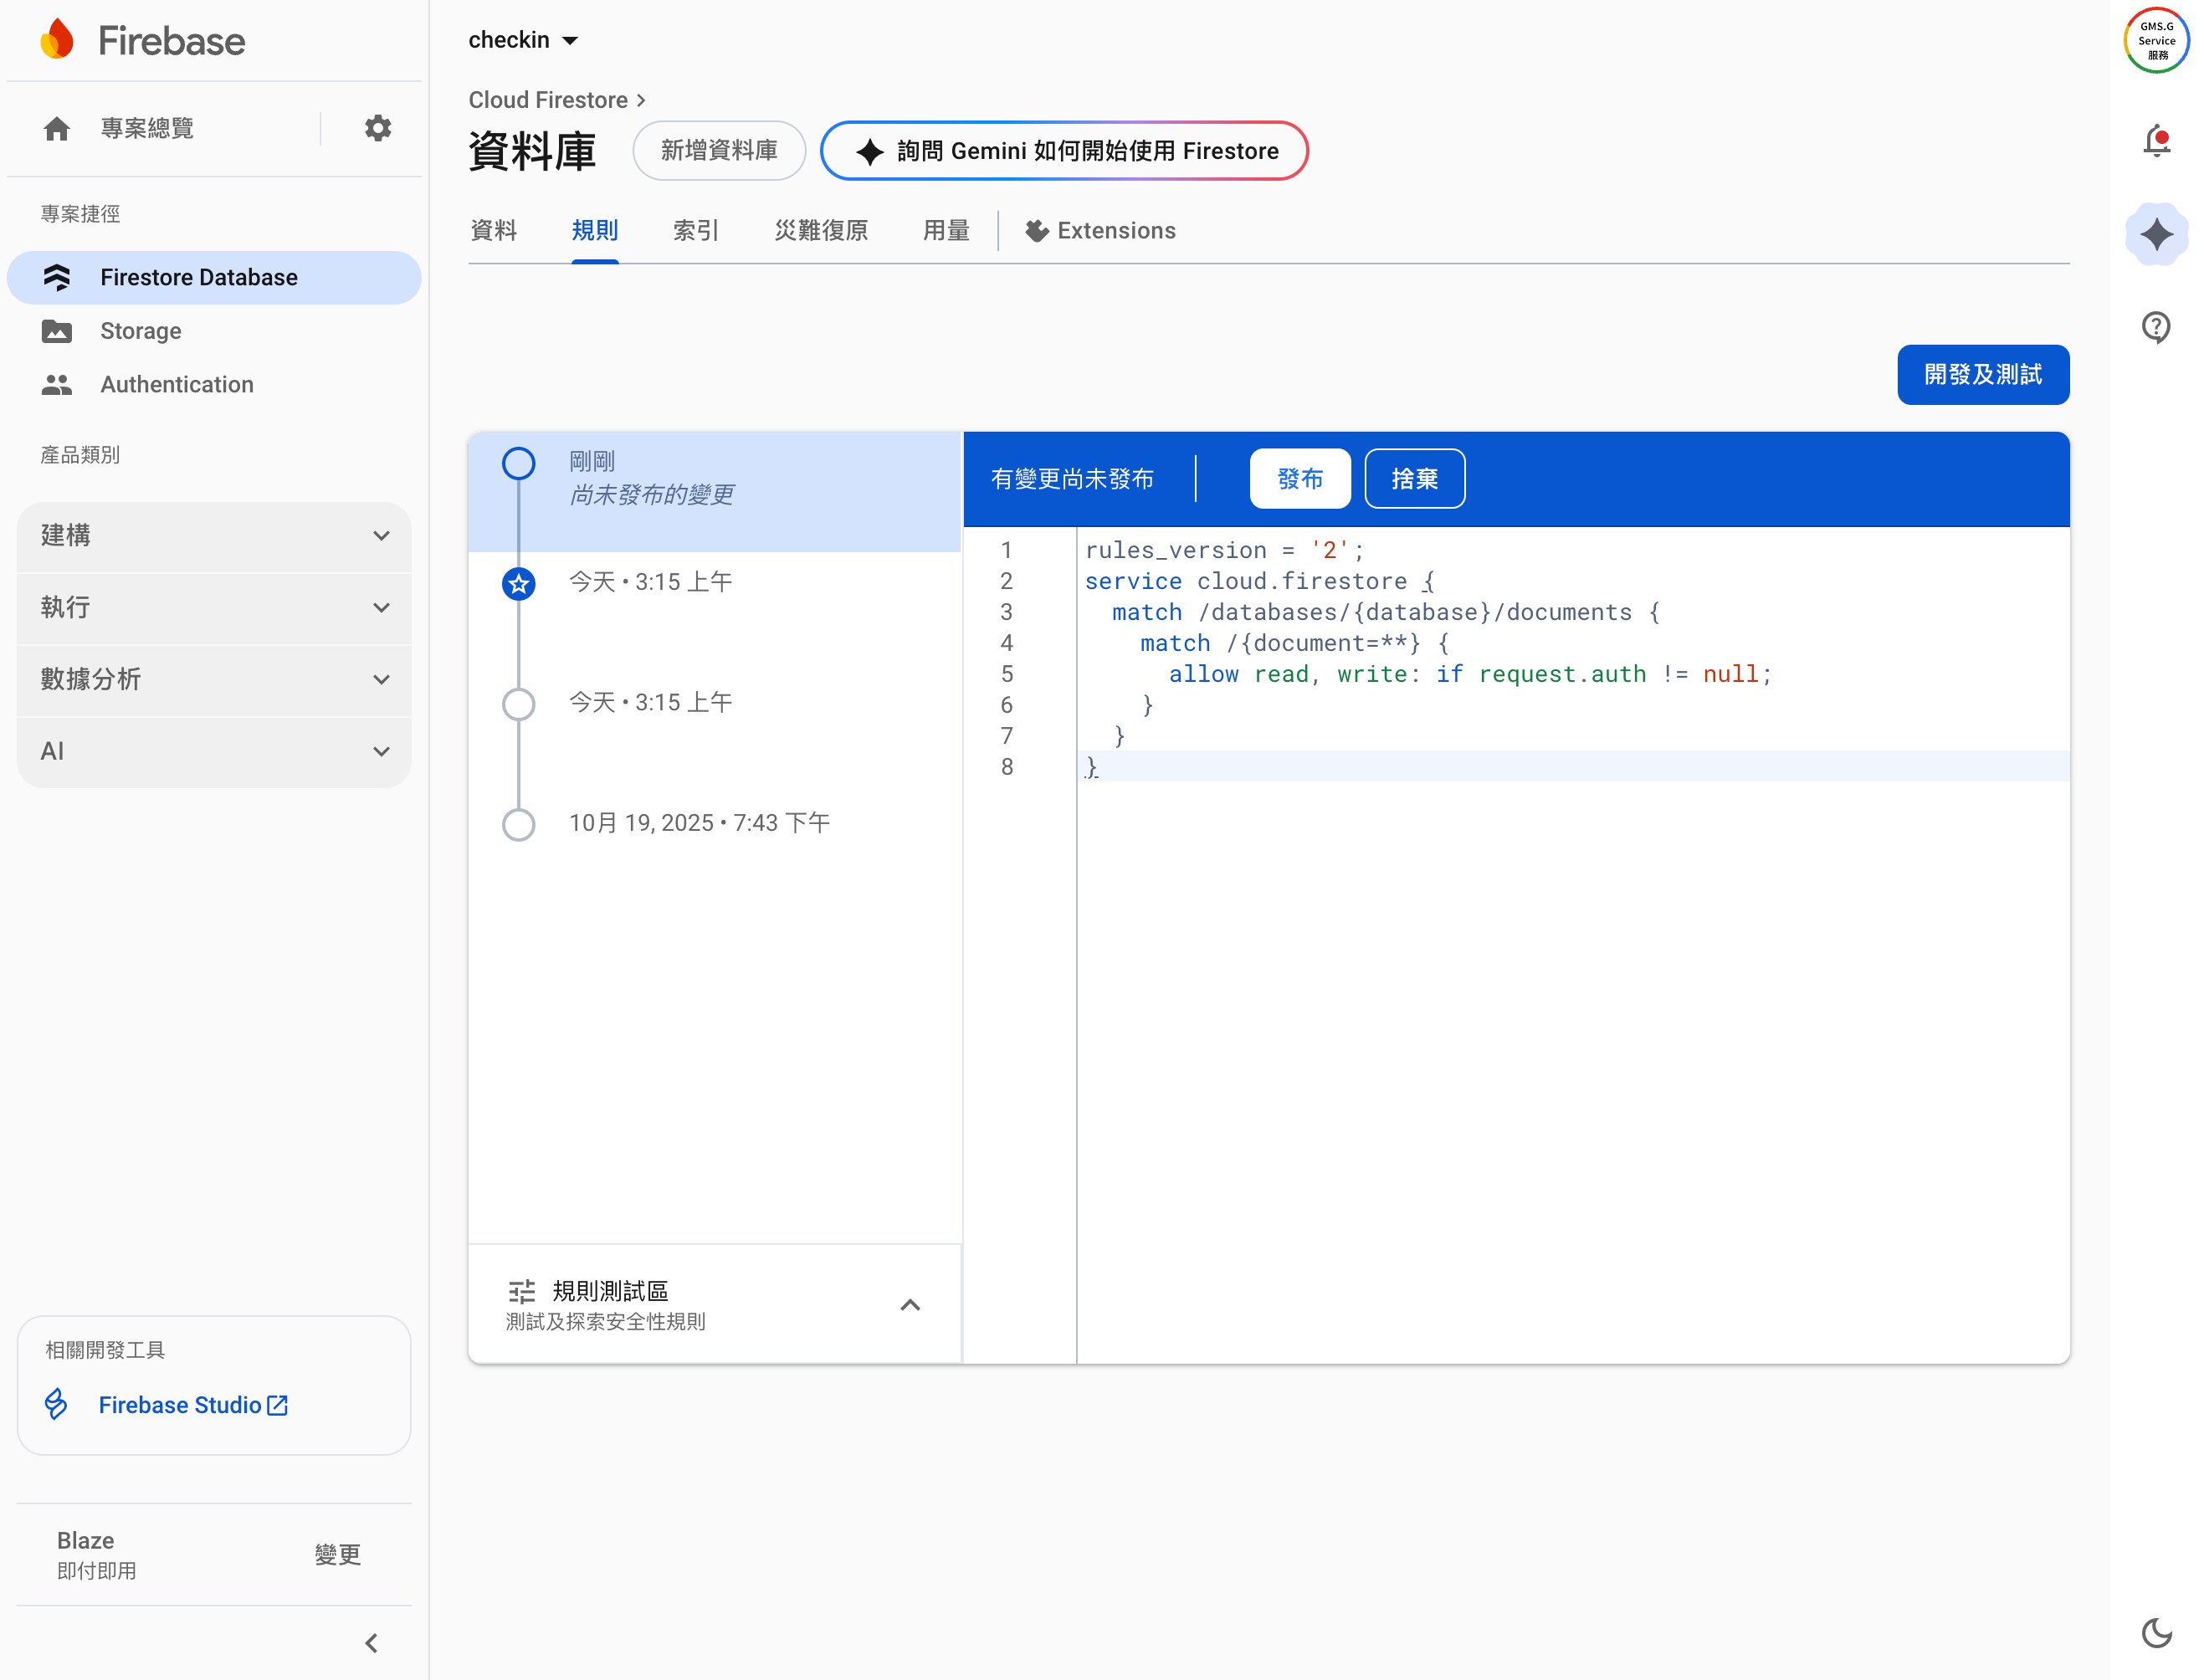 Firebase
專案總覽
專案捷徑
Firestore Database
Storage
Authentication
產品類別
建構
執行
數據分析
AI
相關開發工具
Firebase Studio
Blaze
即付即用
變更
checkin
Cloud Firestore
資料庫
新增資料庫
詢問 Gemini 如何開始使用 Firestore
資料
規則
索引
災難復原
用量
Extensions
開發及測試
剛剛
尚未發布的變更
今天 • 3:15 上午
今天 • 3:15 上午
10月 19, 2025 • 7:43 下午
規則測試區
測試及探索安全性規則
有變更尚未發布
發布
捨棄
1 rules_version = '2';
2 service cloud.firestore {
3 match /databases/{database}/documents {
4 match /{document=**} {
5 allow read, write: if request.auth != null;
6 }
7 }
8 }
GMS.G
Service
服務